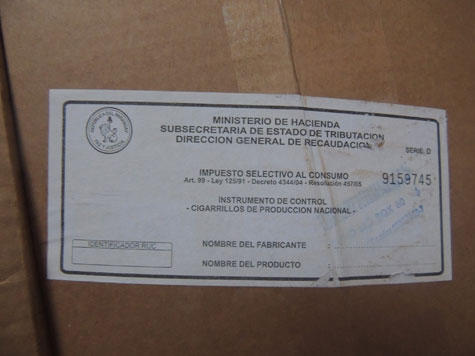 MINISTERIO DE HACIENDA
SUBSECRETARIA DE ESTADO DE TRIBUTACION
DIRECCION GENERAL DE RECAUDACION
SERIE: D
IMPUESTO SELECTIVO AL CONSUMO
Art. 99 - Ley 125/91 - Decreto 4344/04 - Resolución 457/05
9159745
INSTRUMENTO DE CONTROL
- CIGARRILLOS DE PRODUCCION NACIONAL -
IDENTIFICADOR RUC
NOMBRE DEL FABRICANTE :
NOMBRE DEL PRODUCTO :